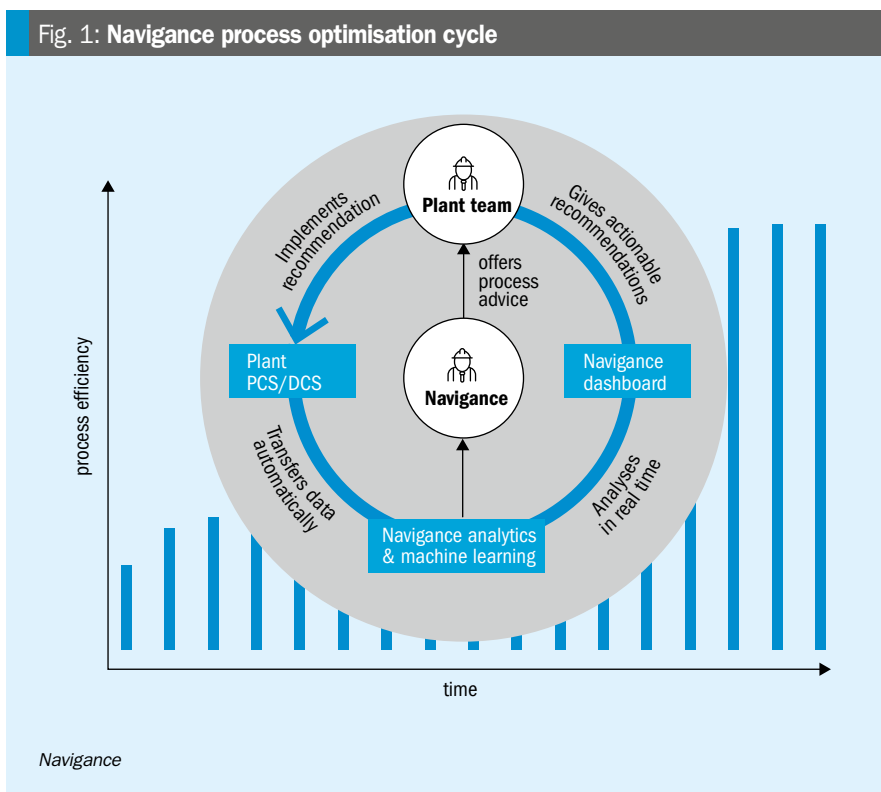 Fig. 1: Navigance process optimisation cycle
Plant team
Implements
recommendation
Gives actionable
recommendations
offers
process
advice
Plant
PCS/DCS
Navigance
Navigance
dashboard
process efficiency
Transfers data
automatically
Analyses
in real time
Navigance analytics
& machine learning
time
Navigance